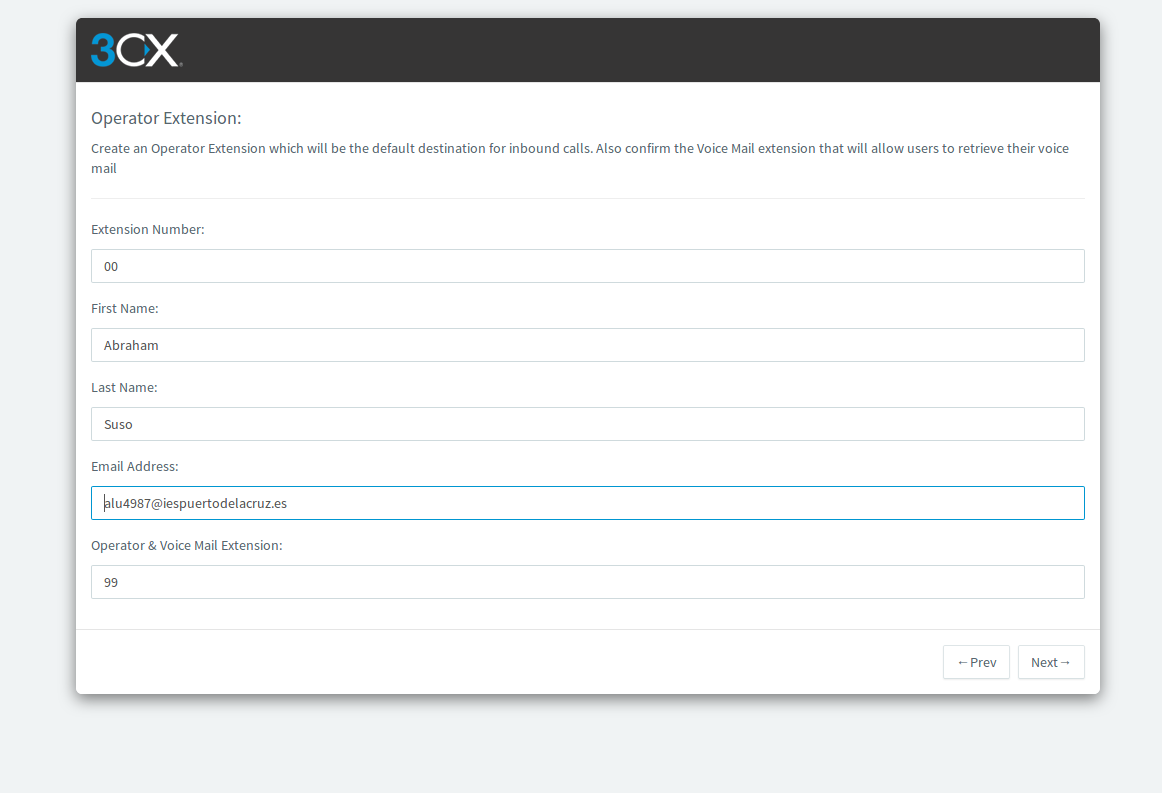 3CX
Operator Extension:
Create an Operator Extension which will be the default destination for inbound calls. Also confirm the Voice Mail extension that will allow users to retrieve their voice
mail
Extension Number:
00
First Name:
Abraham
Last Name:
Suso
Email Address:
alu4987@iespuertodelacruz.es
Operator & Voice Mail Extension:
99
←Prev Next→